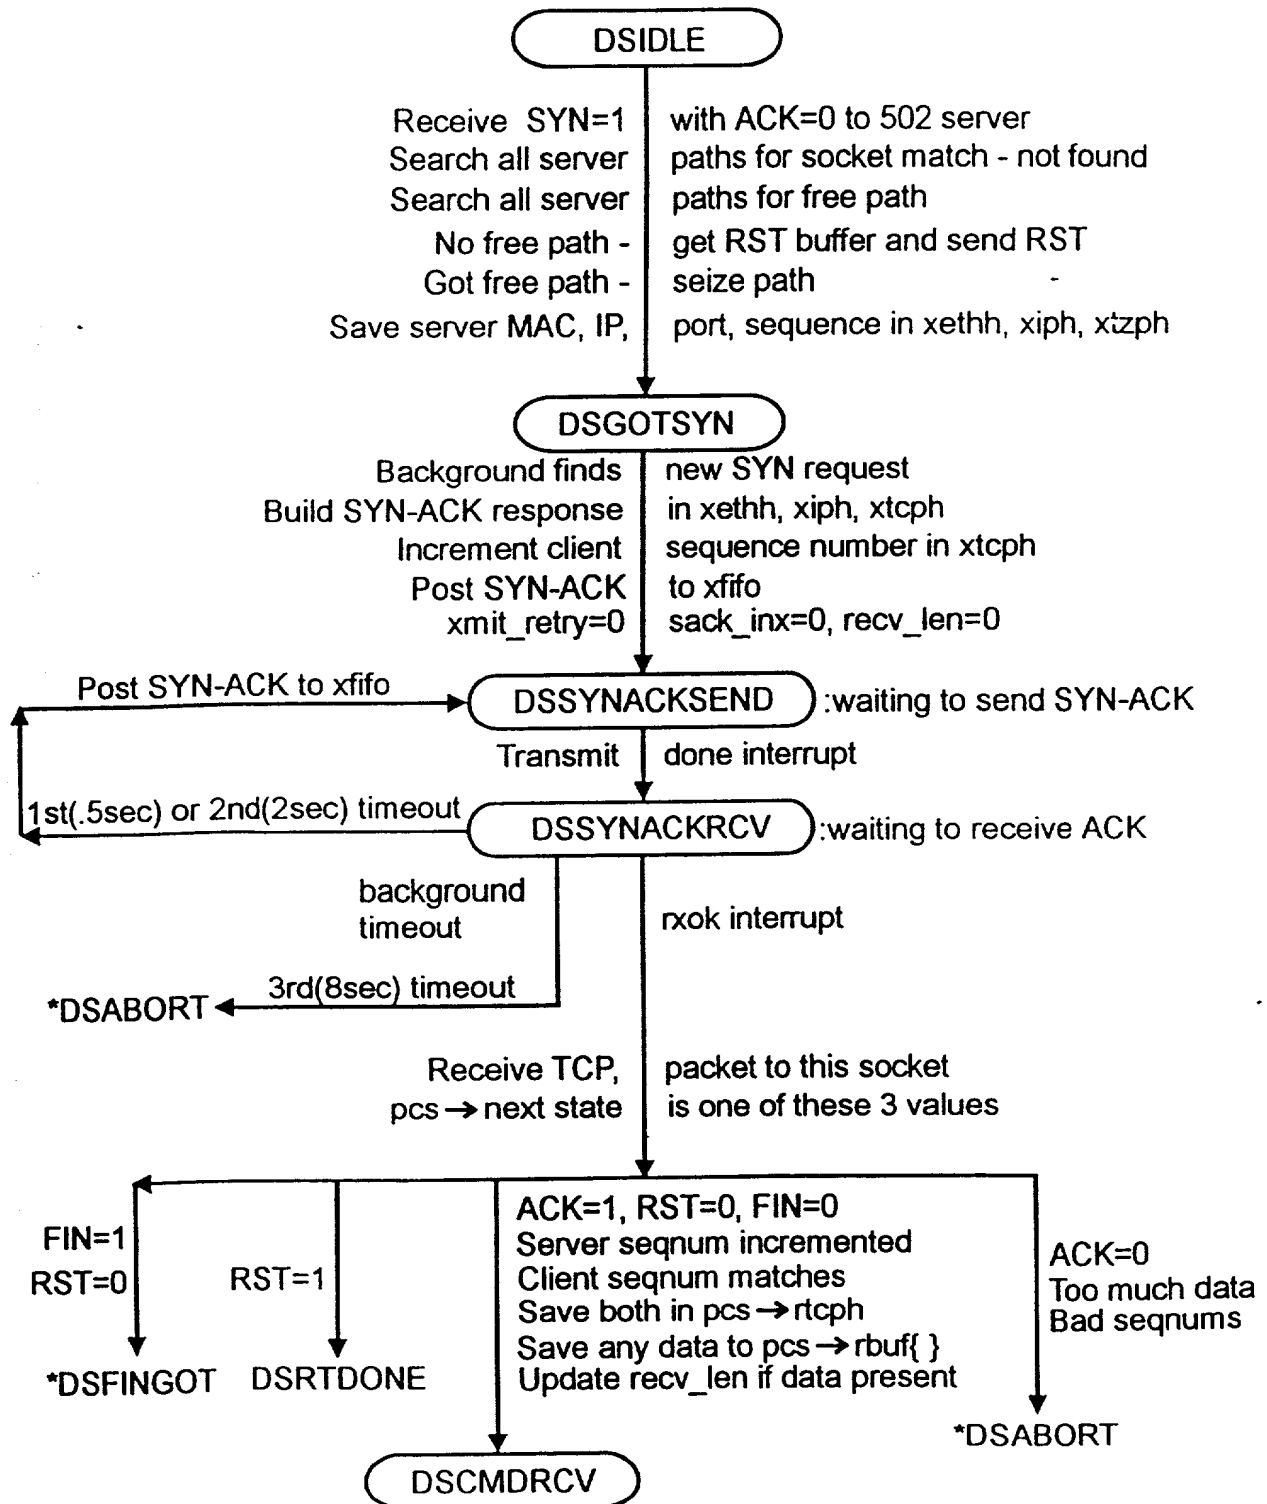 DSIDLE
Receive SYN=1 with ACK=0 to 502 server
Search all server paths for socket match - not found
Search all server paths for free path
No free path - get RST buffer and send RST
Got free path - seize path
Save server MAC, IP, port, sequence in xethh, xiph, xtzph
DSGOTSYN
Background finds new SYN request
Build SYN-ACK response in xethh, xiph, xtcph
Increment client sequence number in xtcph
Post SYN-ACK to xfifo
xmit_retry=0 sack_inx=0, recv_len=0
Post SYN-ACK to xfifo
DSSYNACKSEND :waiting to send SYN-ACK
Transmit done interrupt
1st(.5sec) or 2nd(2sec) timeout
DSSYNACKRCV :waiting to receive ACK
background
timeout
rxok interrupt
3rd(8sec) timeout
*DSABORT
Receive TCP, packet to this socket
pcs→next state is one of these 3 values
FIN=1
RST=0
*DSFINGOT
RST=1
DSRTDONE
ACK=1, RST=0, FIN=0
Server seqnum incremented
Client seqnum matches
Save both in pcs→rtcph
Save any data to pcs→rbuf{ }
Update recv_len if data present
DSCMDRCV
ACK=0
Too much data
Bad seqnums
*DSABORT